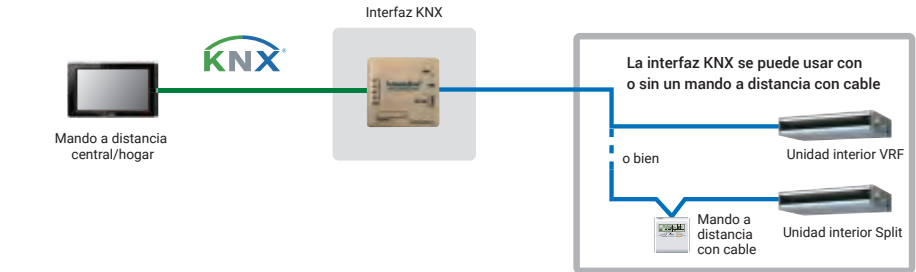 Interfaz KNX
KNX
La interfaz KNX se puede usar con
o sin un mando a distancia con cable
Mando a distancia
central/hogar
o bien
Unidad interior VRF
Mando a
distancia
con cable
Unidad interior Split